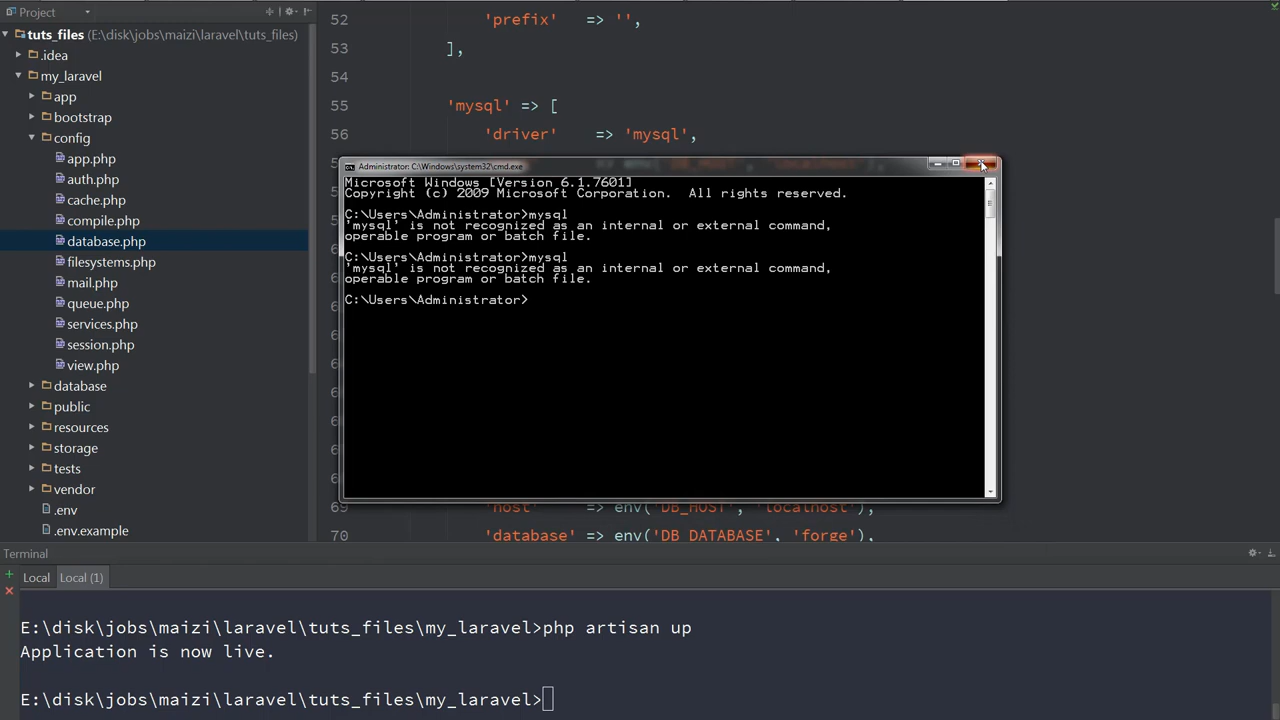 Project
tuts_files (E:\disk\jobs\maizi\laravel\tuts_files)
.idea
my_laravel
app
bootstrap
config
app.php
auth.php
cache.php
compile.php
database.php
filesystems.php
mail.php
queue.php
services.php
session.php
view.php
database
public
resources
storage
tests
vendor
.env
.env.example
52 'prefix' => '',
53 ],
54
55 'mysql' => [
56 'driver' => 'mysql',
Administrator: C:\Windows\system32\cmd.exe
Microsoft Windows [Version 6.1.7601]
Copyright (c) 2009 Microsoft Corporation. All rights reserved.
C:\Users\Administrator>mysql
'mysql' is not recognized as an internal or external command,
operable program or batch file.
C:\Users\Administrator>mysql
'mysql' is not recognized as an internal or external command,
operable program or batch file.
C:\Users\Administrator>
69 'host' => env('DB_HOST', 'localhost'),
70 'database' => env('DB_DATABASE', 'forge'),
Terminal
Local
Local (1)
E:\disk\jobs\maizi\laravel\tuts_files\my_laravel>php artisan up
Application is now live.
E:\disk\jobs\maizi\laravel\tuts_files\my_laravel>